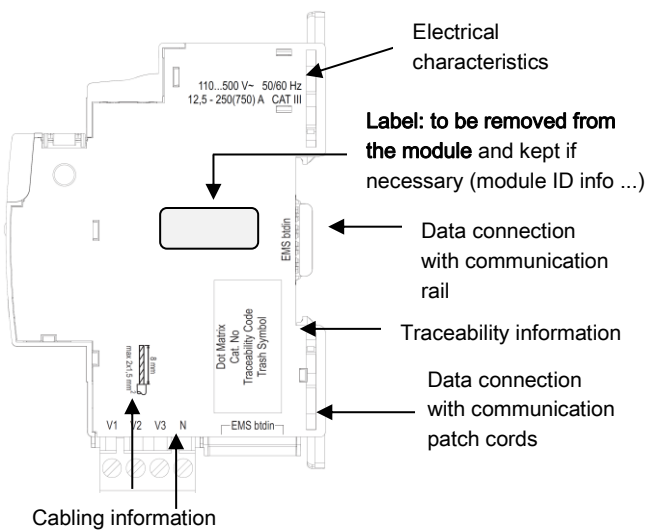 Electrical
characteristics
110...500 V~ 50/60 Hz
12,5 - 250(750) A CAT III
Label: to be removed from
the module and kept if
necessary (module ID info ...)
EMS btdin
Data connection
with communication
rail
Dot Matrix
Cat. No
Traceability Code
Trash Symbol
Traceability information
8 mm
max 2x1,5 mm²
Data connection
with communication
patch cords
V1 V2 V3 N
EMS btdin
Cabling information